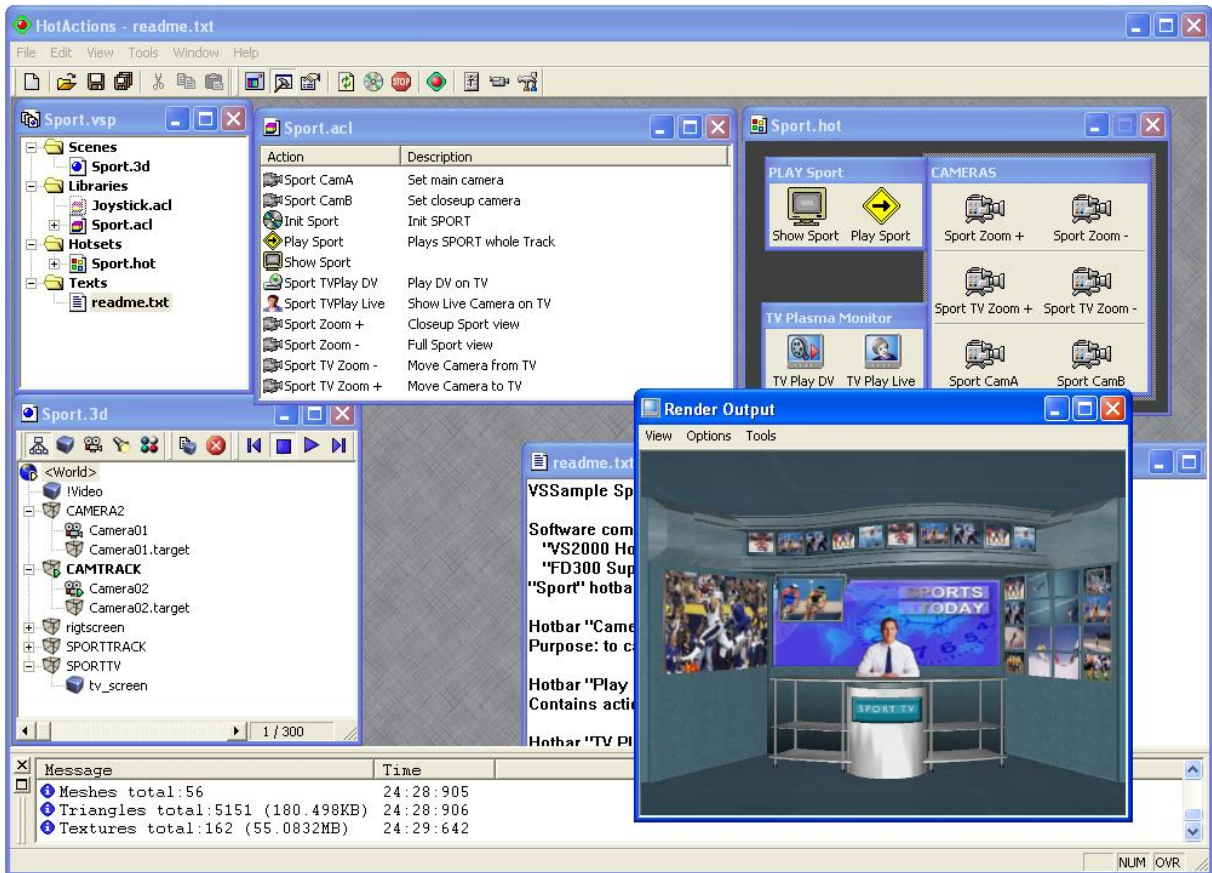 HotActions - readme.txt
File Edit View Tools Window Help
STOP
Sport.vsp
Scenes
Sport.3d
Libraries
Joystick.acl
Sport.acl
Hotsets
Sport.hot
Texts
readme.txt
Sport.acl
Action Description
Sport CamA Set main camera
Sport CamB Set closeup camera
Init Sport Init SPORT
Play Sport Plays SPORT whole Track
Show Sport
Sport TVPlay DV Play DV on TV
Sport TVPlay Live Show Live Camera on TV
Sport Zoom + Closeup Sport view
Sport Zoom - Full Sport view
Sport TV Zoom - Move Camera from TV
Sport TV Zoom + Move Camera to TV
Sport.hot
PLAY Sport
Show Sport Play Sport
TV Plasma Monitor
TV Play DV TV Play Live
CAMERAS
Sport Zoom + Sport Zoom -
Sport TV Zoom + Sport TV Zoom -
Sport CamA Sport CamB
Sport.3d
<World>
!Video
CAMERA2
Camera01
Camera01.target
CAMTRACK
Camera02
Camera02.target
rigtscreen
SPORTTRACK
SPORTTV
tv_screen
1 / 300
readme.txt
VSSample Sp
Software com
"VS2000 Ho
"FD300 Sup
"Sport" hotba
Hotbar "Came
Purpose: to c
Hotbar "Play
Contains actio
Hotbar "TV Pl
Render Output
View Options Tools
SPORTS
TODAY
SPORT TV
Message Time
Meshes total:56 24:28:905
Triangles total:5151 (180.498KB) 24:28:906
Textures total:162 (55.0832MB) 24:29:642
NUM OVR